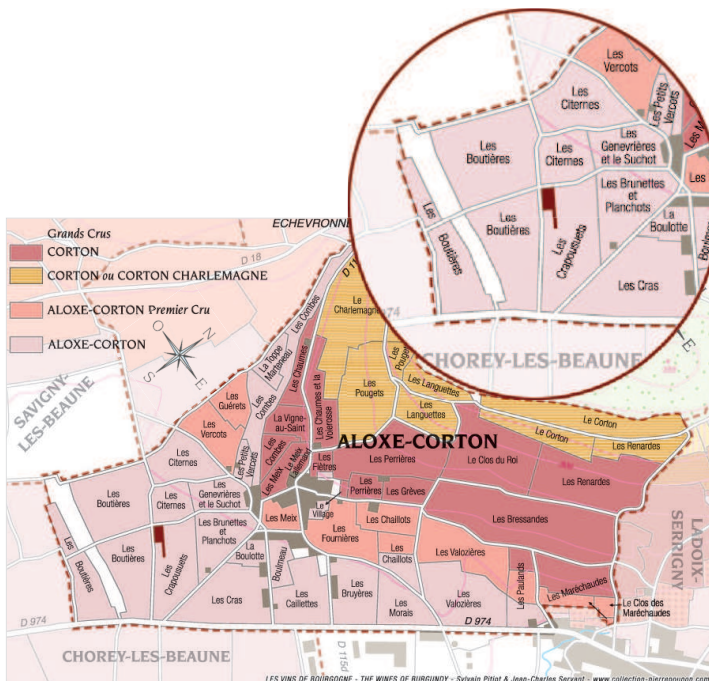 Les
Vercots
Les
Citernes
Les Petits
Vercots
Les
Boutières
Les
Citernes
Les
Genevrières
et le Suchot
Les Brunettes
et
Planchots
La
Boulotte
Les
Boutières
Les
Boutières
Les
Crapousuets
Les Cras
CHOREY-LES-BEAUNE
E
Grands Crus
CORTON
CORTON ou CORTON CHARLEMAGNE
ALOXE-CORTON Premier Cru
ALOXE-CORTON
ECHEVRONNE
D 18
N
O
S
E
SAVIGNY-
LES-BEAUNE
Les Combes
Le
Charlemagne
La Toppe
Marteneau
Les Chaumes
Les
Combes
Les
Pougets
Les
Pougets
Les Languettes
Les
Languettes
Le Corton
Le Corton
Les Renardes
Les Chaumes et la
Voierosse
La Vigne-
au-Saint
Les
Guérets
Les
Vercots
Les
Citernes
Les Petits
Vercots
Les
Combes
Les Meix
Le Meix
Lallemand
Les
Fiètres
ALOXE-CORTON
Les Perrières
Le Clos du Roi
Les Renardes
Les
Perrières
Les Grèves
Les Bressandes
Le
Village
Les Meix
Les
Fournières
Les Chaillots
Les
Chaillots
Les Valozières
Les
Valozières
Les Paulands
Les Maréchaudes
Le Clos des
Maréchaudes
LADOIX-
SERRIGNY
Les
Boutières
Les
Citernes
Les
Genevrières
et le Suchot
Les Brunettes
et
Planchots
La
Boulotte
Boulmeau
Les
Boutières
Les
Boutières
Les
Crapousuets
Les Cras
Les
Caillettes
Les
Bruyères
Les
Morais
D 974
D 974
CHOREY-LES-BEAUNE
D 115d
LES VINS DE BOURGOGNE - THE WINES OF BURGUNDY - Sylvain Pitiot & Jean-Charles Servant - www.collection-pierrepoupon.com